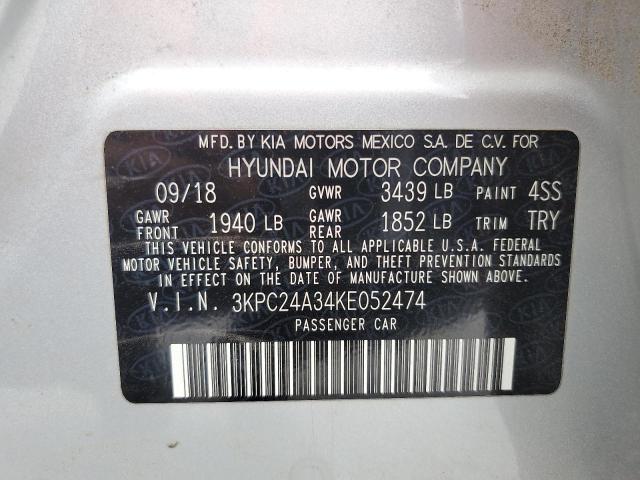 MFD. BY KIA MOTORS MEXICO S.A. DE C.V. FOR
HYUNDAI MOTOR COMPANY
09/18 GVWR 3439 LB PAINT 4SS
GAWR FRONT 1940 LB GAWR REAR 1852 LB TRIM TRY
THIS VEHICLE CONFORMS TO ALL APPLICABLE U.S.A. FEDERAL
MOTOR VEHICLE SAFETY, BUMPER, AND THEFT PREVENTION STANDARDS
IN EFFECT ON THE DATE OF MANUFACTURE SHOWN ABOVE.
V.I.N. 3KPC24A34KE052474
PASSENGER CAR